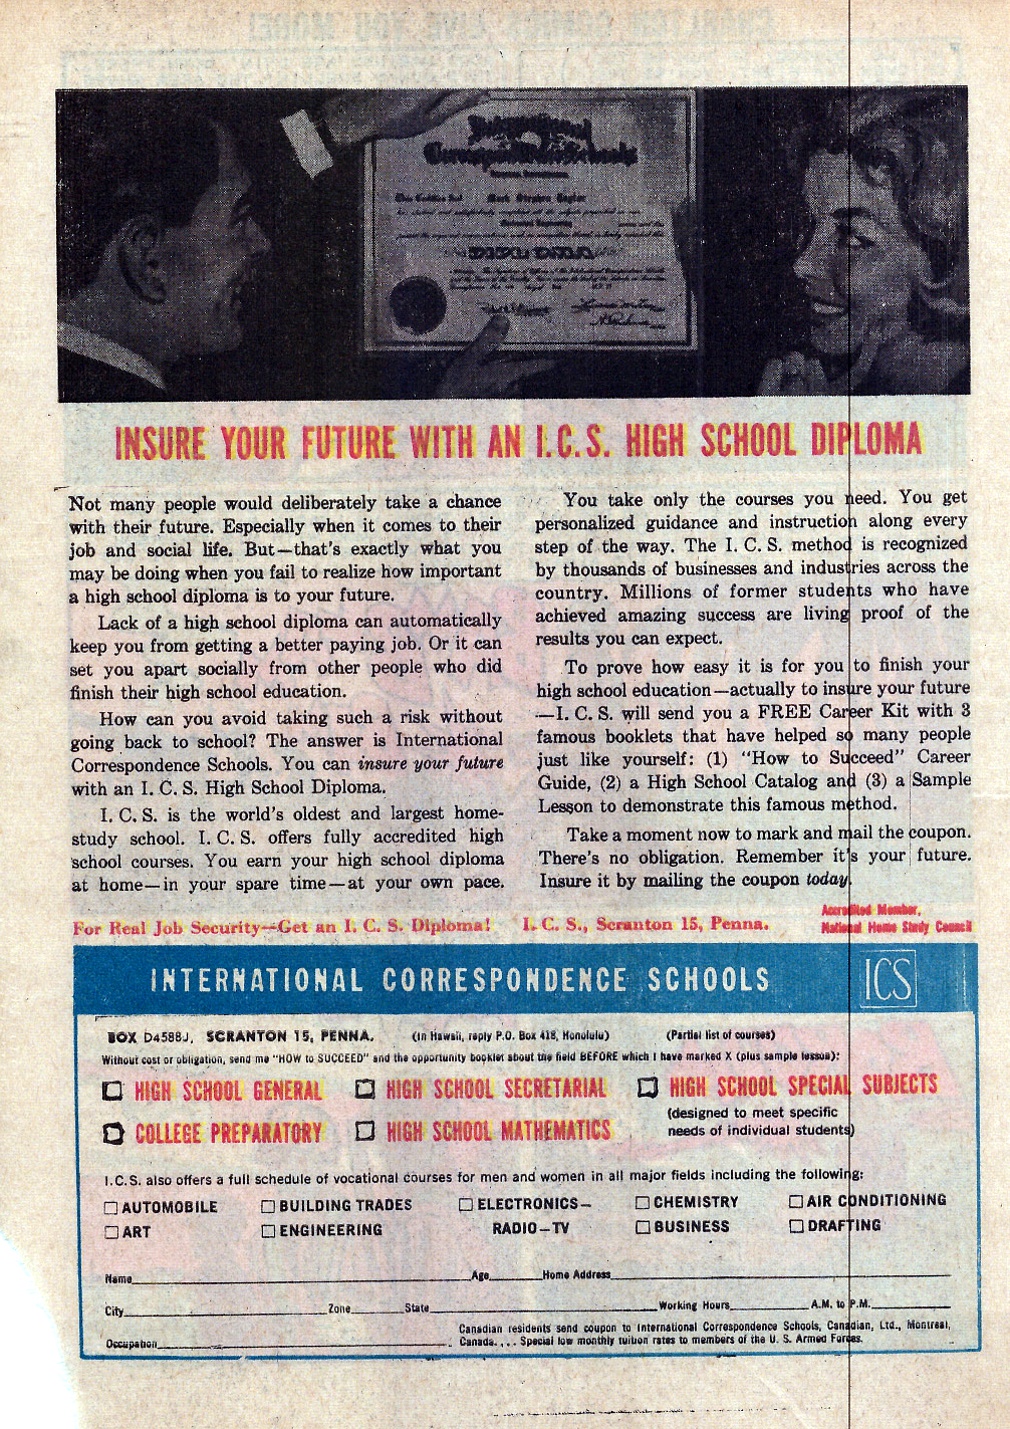 International
Correspondence Schools
Mark Stephen Taylor
DIPLOMA
INSURE YOUR FUTURE WITH AN I.C.S. HIGH SCHOOL DIPLOMA
Not many people would deliberately take a chance
with their future. Especially when it comes to their
job and social life. But—that's exactly what you
may be doing when you fail to realize how important
a high school diploma is to your future.
Lack of a high school diploma can automatically
keep you from getting a better paying job. Or it can
set you apart socially from other people who did
finish their high school education.
How can you avoid taking such a risk without
going back to school? The answer is International
Correspondence Schools. You can insure your future
with an I. C. S. High School Diploma.
I. C. S. is the world's oldest and largest home-
study school. I. C. S. offers fully accredited high
school courses. You earn your high school diploma
at home—in your spare time—at your own pace.
You take only the courses you need. You get
personalized guidance and instruction along every
step of the way. The I. C. S. method is recognized
by thousands of businesses and industries across the
country. Millions of former students who have
achieved amazing success are living proof of the
results you can expect.
To prove how easy it is for you to finish your
high school education—actually to insure your future
—I. C. S. will send you a FREE Career Kit with 3
famous booklets that have helped so many people
just like yourself: (1) "How to Succeed" Career
Guide, (2) a High School Catalog and (3) a Sample
Lesson to demonstrate this famous method.
Take a moment now to mark and mail the coupon.
There's no obligation. Remember it's your future.
Insure it by mailing the coupon today.
For Real Job Security—Get an I. C. S. Diploma! I. C. S., Scranton 15, Penna.
Accredited Member,
National Home Study Council
INTERNATIONAL CORRESPONDENCE SCHOOLS ICS
BOX D4588J, SCRANTON 15, PENNA. (In Hawaii, reply P.O. Box 418, Honolulu) (Partial list of courses)
Without cost or obligation, send me "HOW to SUCCEED" and the opportunity booklet about the field BEFORE which I have marked X (plus sample lesson):
HIGH SCHOOL GENERAL HIGH SCHOOL SECRETARIAL HIGH SCHOOL SPECIAL SUBJECTS
(designed to meet specific
needs of individual students)
COLLEGE PREPARATORY HIGH SCHOOL MATHEMATICS
I.C.S. also offers a full schedule of vocational courses for men and women in all major fields including the following:
AUTOMOBILE BUILDING TRADES ELECTRONICS— CHEMISTRY AIR CONDITIONING
ART ENGINEERING RADIO—TV BUSINESS DRAFTING
Name Age Home Address
City Zone State Working Hours A.M. to P.M.
Occupation
Canadian residents send coupon to International Correspondence Schools, Canadian, Ltd., Montreal,
Canada. . . . Special low monthly tuition rates to members of the U. S. Armed Forces.